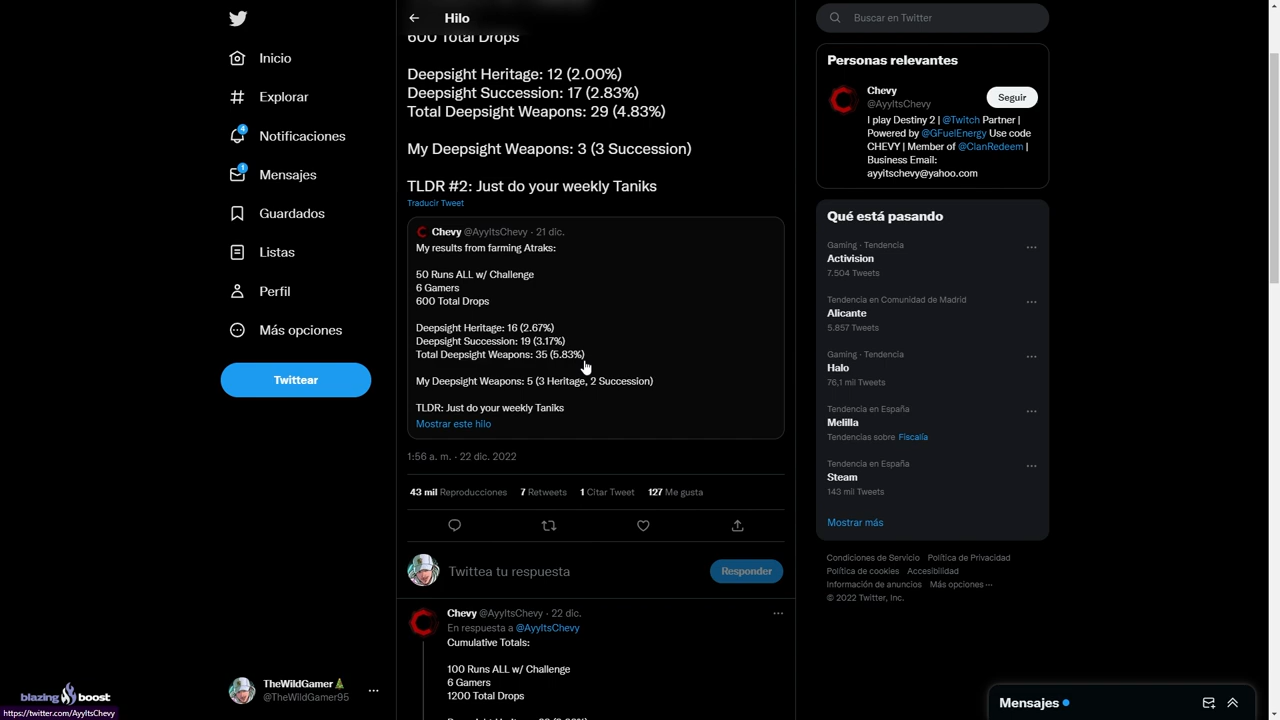 Hilo
600 Total Drops
Deepsight Heritage: 12 (2.00%)
Deepsight Succession: 17 (2.83%)
Total Deepsight Weapons: 29 (4.83%)
My Deepsight Weapons: 3 (3 Succession)
TLDR #2: Just do your weekly Taniks
Traducir Tweet
Chevy @AyyItsChevy · 21 dic.
My results from farming Atraks:
50 Runs ALL w/ Challenge
6 Gamers
600 Total Drops
Deepsight Heritage: 16 (2.67%)
Deepsight Succession: 19 (3.17%)
Total Deepsight Weapons: 35 (5.83%)
My Deepsight Weapons: 5 (3 Heritage, 2 Succession)
TLDR: Just do your weekly Taniks
Mostrar este hilo
1:56 a. m. · 22 dic. 2022
43 mil Reproducciones 7 Retweets 1 Citar Tweet 127 Me gusta
Twittea tu respuesta
Responder
Chevy @AyyItsChevy · 22 dic.
En respuesta a @AyyItsChevy
Cumulative Totals:
100 Runs ALL w/ Challenge
6 Gamers
1200 Total Drops
Inicio
Explorar
4
Notificaciones
1
Mensajes
Guardados
Listas
Perfil
Más opciones
Twittear
TheWildGamer🎄
@TheWildGamer95
blazing boost
https://twitter.com/AyyItsChevy
Buscar en Twitter
Personas relevantes
Chevy
@AyyItsChevy
Seguir
I play Destiny 2 | @Twitch Partner |
Powered by @GFuelEnergy Use code
CHEVY | Member of @ClanRedeem |
Business Email:
ayyitschevy@yahoo.com
Qué está pasando
Gaming · Tendencia
Activision
7.504 Tweets
Tendencia en Comunidad de Madrid
Alicante
5.857 Tweets
Gaming · Tendencia
Halo
76,1 mil Tweets
Tendencia en España
Melilla
Tendencias sobre Fiscalía
Tendencia en España
Steam
143 mil Tweets
Mostrar más
Condiciones de Servicio Política de Privacidad
Política de cookies Accesibilidad
Información de anuncios Más opciones ···
© 2022 Twitter, Inc.
Mensajes